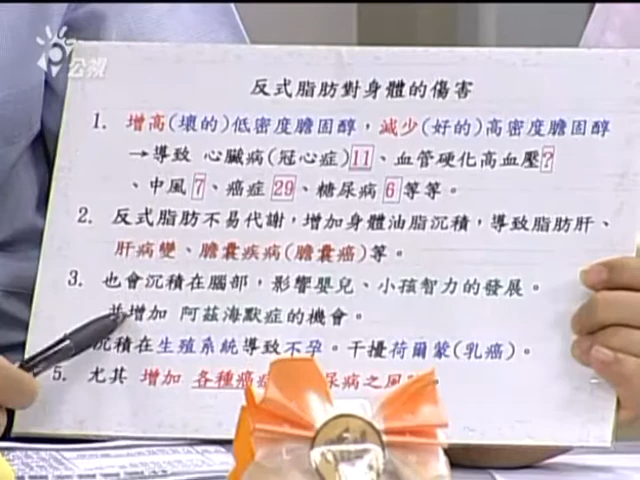 公視
反式脂肪對身體的傷害
1. 增高(壞的)低密度膽固醇，減少(好的)高密度膽固醇
→導致 心臟病(冠心症)11、血管硬化高血壓?
、中風7、癌症29、糖尿病6等等。
2. 反式脂肪不易代謝，增加身體油脂沉積，導致脂肪肝、
肝病變、膽囊疾病(膽囊癌)等。
3. 也會沉積在腦部，影響嬰兒、小孩智力的發展。
並增加 阿茲海默症的機會。
沉積在生殖系統導致不孕。干擾荷爾蒙(乳癌)。
5. 尤其 增加 各種癌 尿病之風